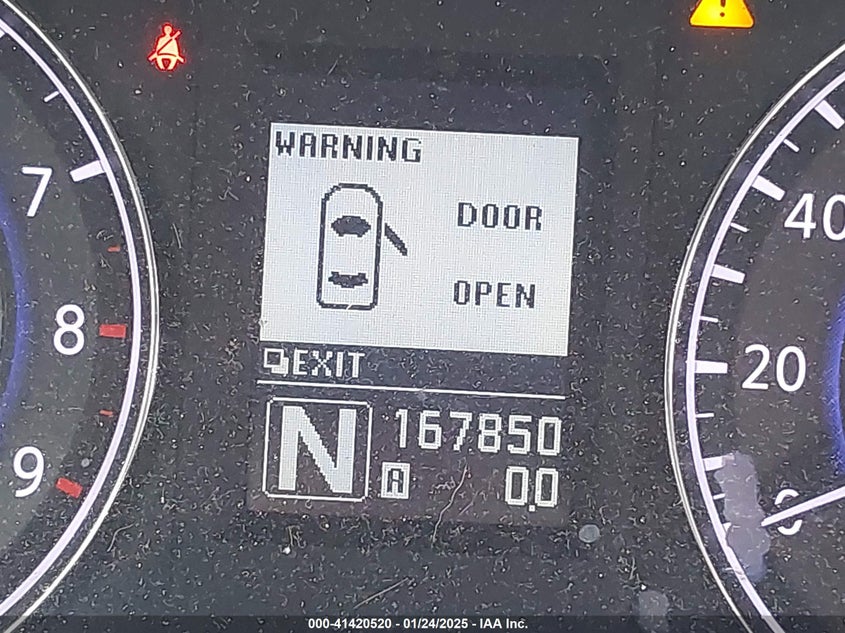 WARNING
DOOR
OPEN
EXIT
N
167850
A
0.0
7
8
9
40
20
0
000-41420520 - 01/24/2025 - IAA Inc.